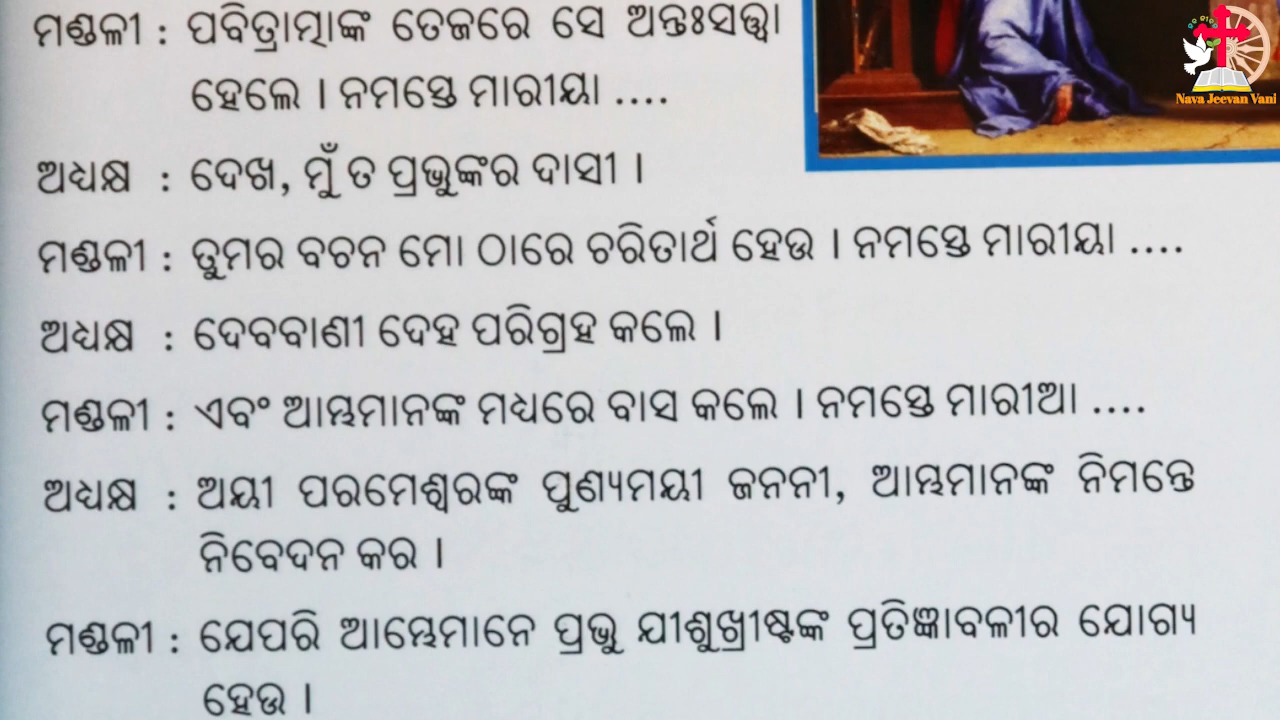 ମଣ୍ଡଳୀ : ପବିତ୍ରାତ୍ମାଙ୍କ ତେଜରେ ସେ ଅନ୍ତଃସତ୍ତ୍ୱା
ହେଲେ । ନମସ୍ତେ ମାରୀୟା ....
ଅଧ୍ୟକ୍ଷ : ଦେଖ, ମୁଁ ତ ପ୍ରଭୁଙ୍କର ଦାସୀ ।
ମଣ୍ଡଳୀ : ତୁମର ବଚନ ମୋ ଠାରେ ଚରିତାର୍ଥ ହେଉ । ନମସ୍ତେ ମାରୀୟା ....
ଅଧ୍ୟକ୍ଷ : ଦେବବାଣୀ ଦେହ ପରିଗ୍ରହ କଲେ ।
ମଣ୍ଡଳୀ : ଏବଂ ଆମ୍ଭମାନଙ୍କ ମଧ୍ୟରେ ବାସ କଲେ । ନମସ୍ତେ ମାରୀଆ ....
ଅଧ୍ୟକ୍ଷ : ଅୟୀ ପରମେଶ୍ୱରଙ୍କ ପୁଣ୍ୟମୟୀ ଜନନୀ, ଆମ୍ଭମାନଙ୍କ ନିମନ୍ତେ
ନିବେଦନ କର ।
ମଣ୍ଡଳୀ : ଯେପରି ଆମ୍ଭେମାନେ ପ୍ରଭୁ ଯୀଶୁଖ୍ରୀଷ୍ଟଙ୍କ ପ୍ରତିଜ୍ଞାବଳୀର ଯୋଗ୍ୟ
ହେଉ ।
Nava Jeevan Vani